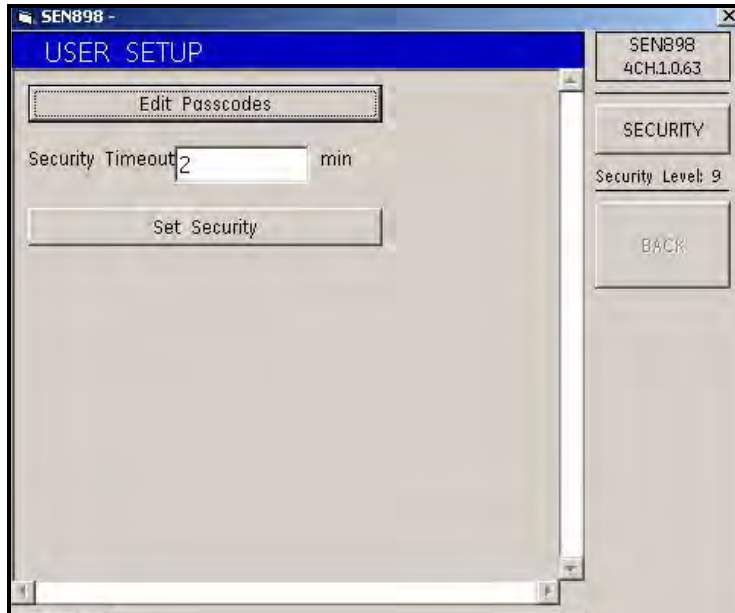 SEN898 -
USER SETUP
Edit Passcodes
Security Timeout 2 min
Set Security
SEN898
4CH.1.0.63
SECURITY
Security Level: 9
BACK